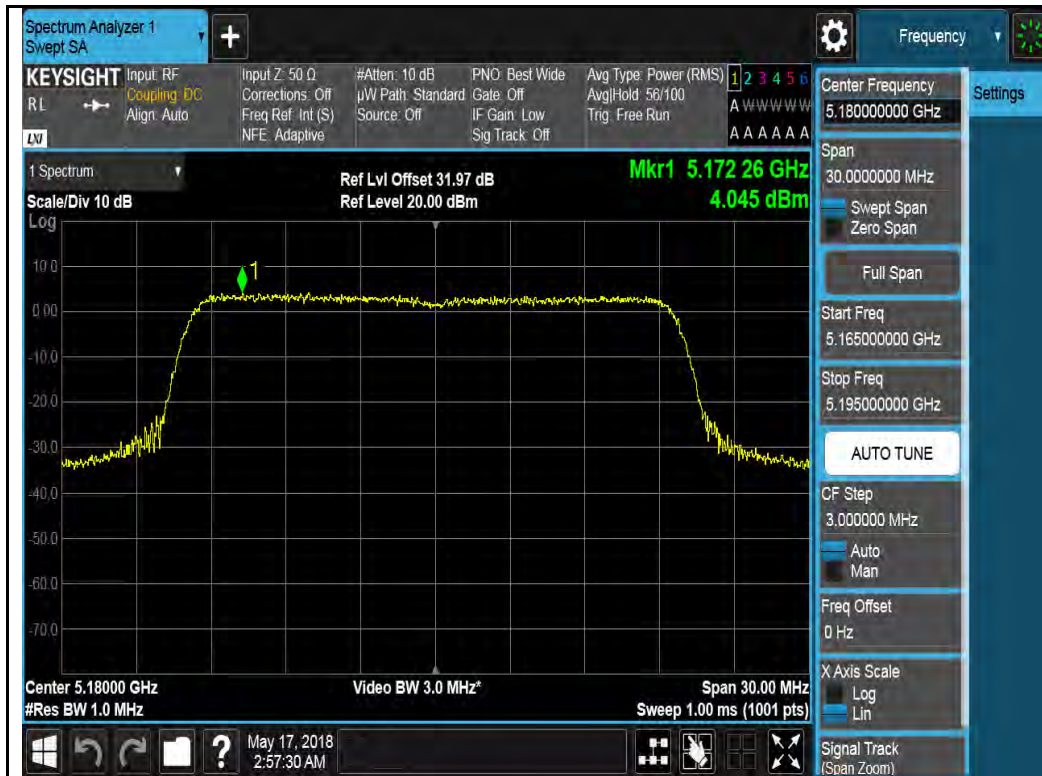 Spectrum Analyzer 1
Swept SA
+
Frequency
KEYSIGHT
RL
LXI
Input: RF
Coupling: DC
Align: Auto
Input Z: 50 Ω
Corrections: Off
Freq Ref: Int (S)
NFE: Adaptive
#Atten: 10 dB
µW Path: Standard
Source: Off
PNO: Best Wide
Gate: Off
IF Gain: Low
Sig Track: Off
Avg Type: Power (RMS)
Avg|Hold: 56/100
Trig: Free Run
1 2 3 4 5 6
A W W W W W
A A A A A A
1 Spectrum
Scale/Div 10 dB
Ref Lvl Offset 31.97 dB
Ref Level 20.00 dBm
Mkr1 5.172 26 GHz
4.045 dBm
Log
1
10.0
0.00
-10.0
-20.0
-30.0
-40.0
-50.0
-60.0
-70.0
Center 5.18000 GHz
#Res BW 1.0 MHz
Video BW 3.0 MHz*
Span 30.00 MHz
Sweep 1.00 ms (1001 pts)
?
May 17, 2018
2:57:30 AM
Center Frequency
5.180000000 GHz
Span
30.0000000 MHz
Swept Span
Zero Span
Full Span
Start Freq
5.165000000 GHz
Stop Freq
5.195000000 GHz
AUTO TUNE
CF Step
3.000000 MHz
Auto
Man
Freq Offset
0 Hz
X Axis Scale
Log
Lin
Signal Track
(Span Zoom)
Settings